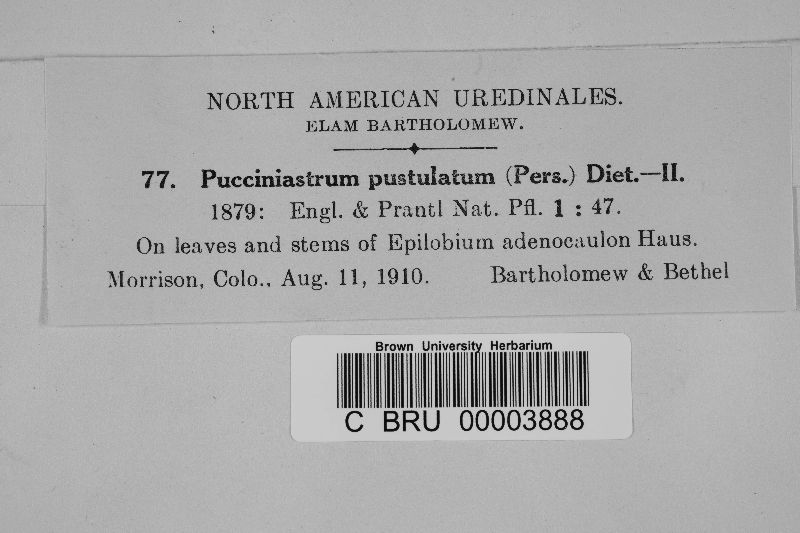 NORTH AMERICAN UREDINALES.
ELAM BARTHOLOMEW.
77. Pucciniastrum pustulatum (Pers.) Diet.—II.
1879: Engl. & Prantl Nat. Pfl. 1 : 47.
On leaves and stems of Epilobium adenocaulon Haus.
Morrison, Colo., Aug. 11, 1910. Bartholomew & Bethel
Brown University Herbarium
C BRU 00003888